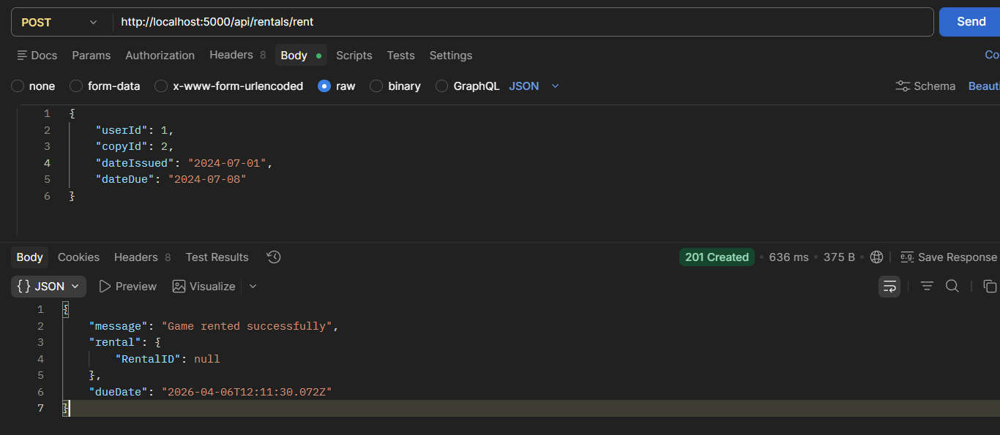 POST http://localhost:5000/api/rentals/rent Send
Docs Params Authorization Headers 8 Body Scripts Tests Settings Co
none form-data x-www-form-urlencoded raw binary GraphQL JSON Schema Beauti
1 {
2 "userId": 1,
3 "copyId": 2,
4 "dateIssued": "2024-07-01",
5 "dateDue": "2024-07-08"
6 }
Body Cookies Headers 8 Test Results 201 Created • 636 ms • 375 B • e.g. Save Response
{} JSON Preview Visualize
1 {
2 "message": "Game rented successfully",
3 "rental": {
4 "RentalID": null
5 },
6 "dueDate": "2026-04-06T12:11:30.072Z"
7 }